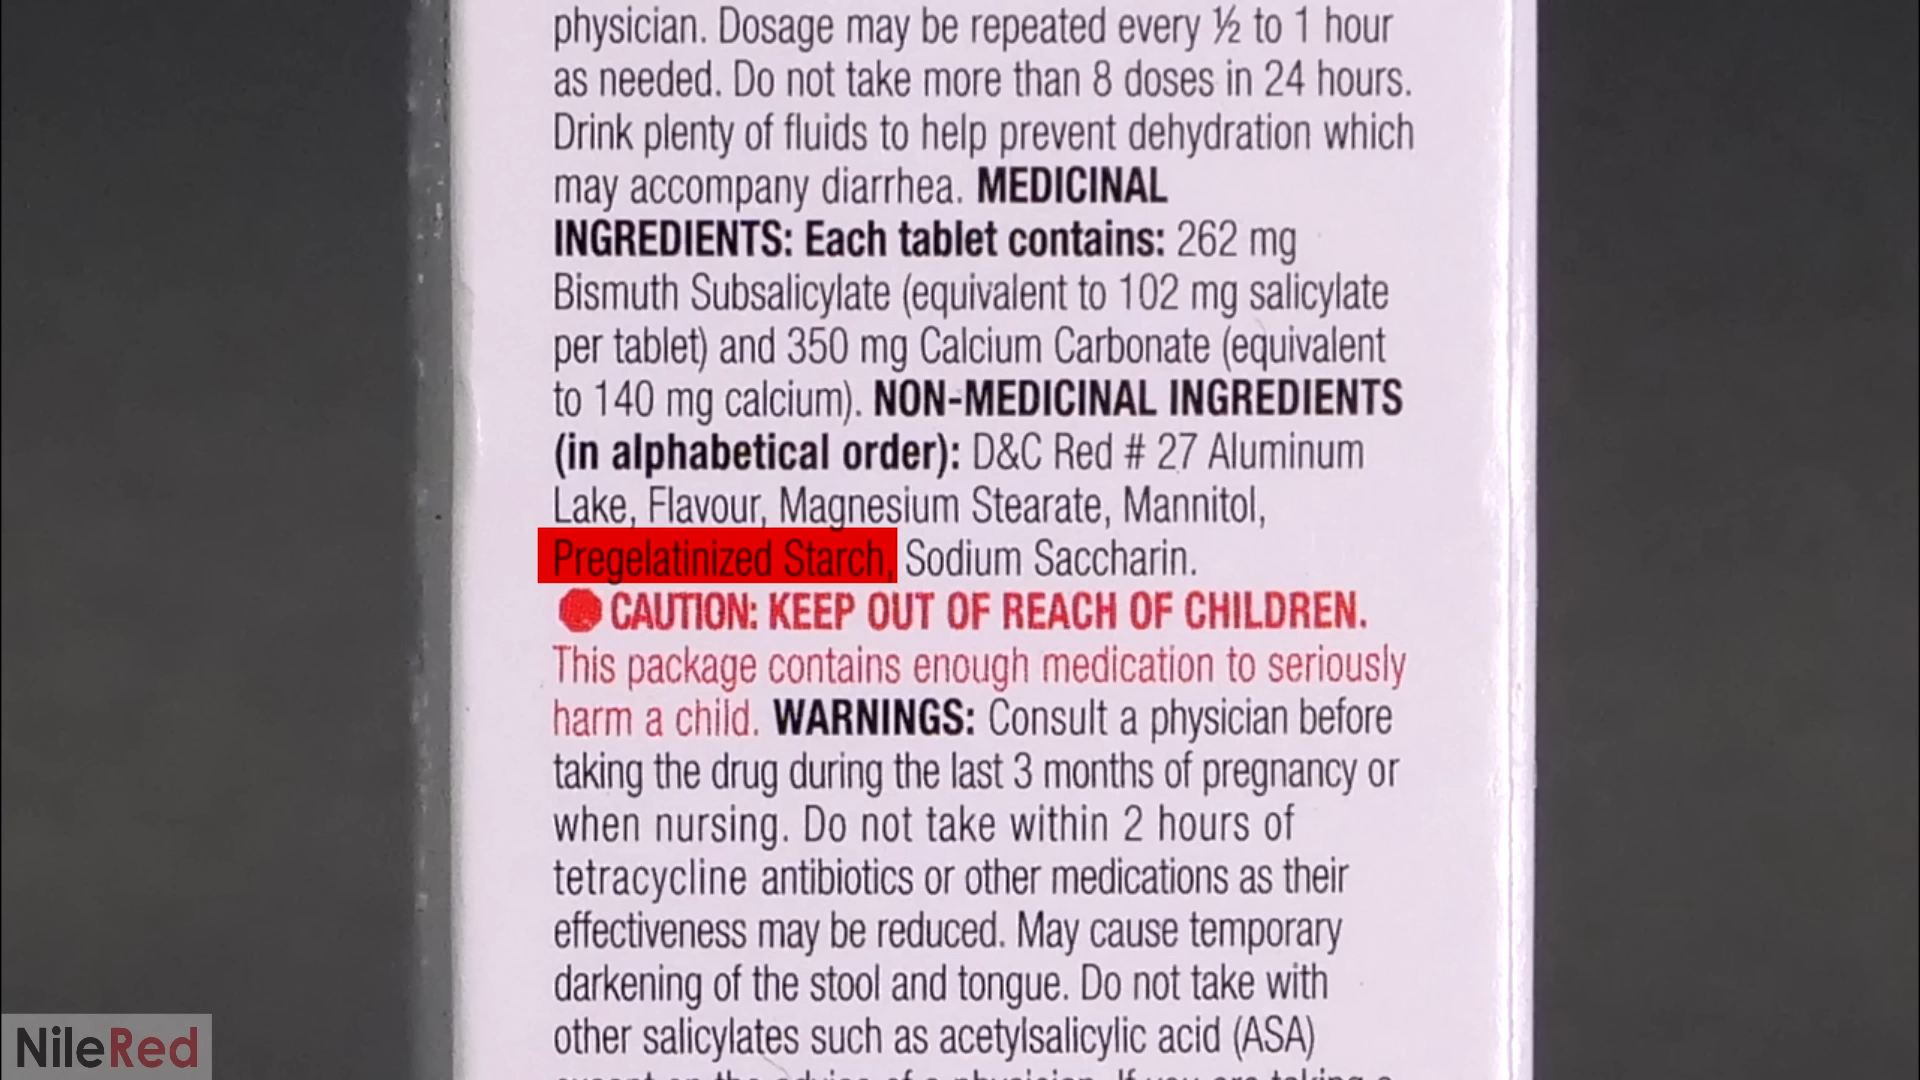 physician. Dosage may be repeated every ½ to 1 hour
as needed. Do not take more than 8 doses in 24 hours.
Drink plenty of fluids to help prevent dehydration which
may accompany diarrhea. MEDICINAL
INGREDIENTS: Each tablet contains: 262 mg
Bismuth Subsalicylate (equivalent to 102 mg salicylate
per tablet) and 350 mg Calcium Carbonate (equivalent
to 140 mg calcium). NON-MEDICINAL INGREDIENTS
(in alphabetical order): D&C Red # 27 Aluminum
Lake, Flavour, Magnesium Stearate, Mannitol,
Pregelatinized Starch, Sodium Saccharin.
CAUTION: KEEP OUT OF REACH OF CHILDREN.
This package contains enough medication to seriously
harm a child. WARNINGS: Consult a physician before
taking the drug during the last 3 months of pregnancy or
when nursing. Do not take within 2 hours of
tetracycline antibiotics or other medications as their
effectiveness may be reduced. May cause temporary
darkening of the stool and tongue. Do not take with
other salicylates such as acetylsalicylic acid (ASA)
NileRed